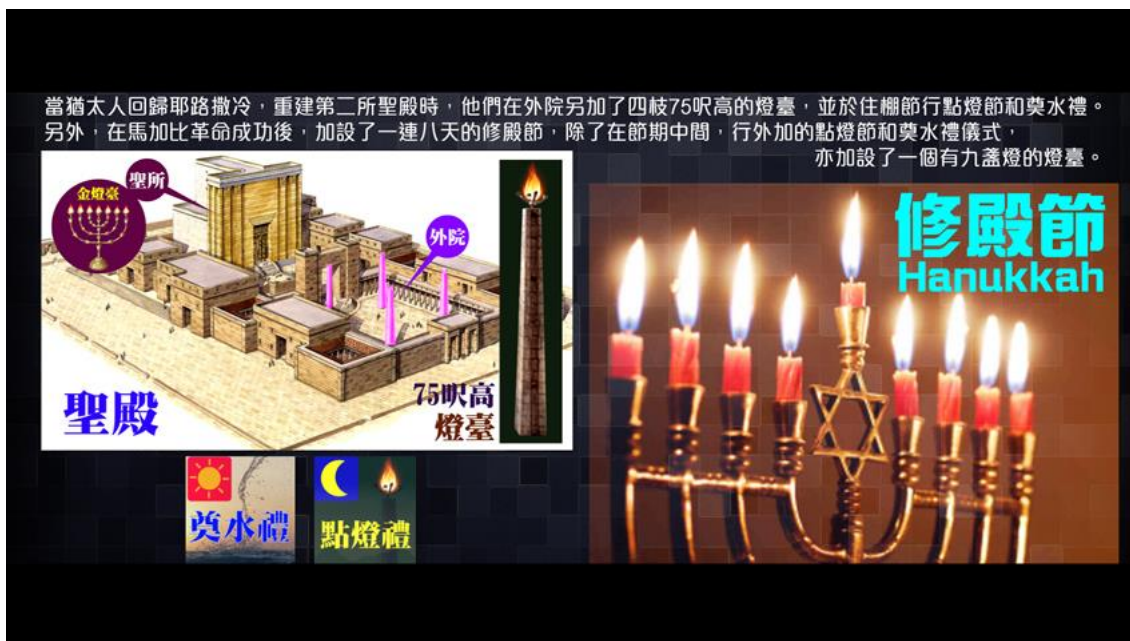 當猶太人回歸耶路撒冷，重建第二所聖殿時，他們在外院另加了四枝75呎高的燈臺，並於住棚節行點燈節和奠水禮。
另外，在馬加比革命成功後，加設了一連八天的修殿節，除了在節期中間，行外加的點燈節和奠水禮儀式，
亦加設了一個有九盞燈的燈臺。
金燈臺
聖所
外院
聖殿
75呎高
燈臺
修殿節
Hanukkah
奠水禮
點燈禮